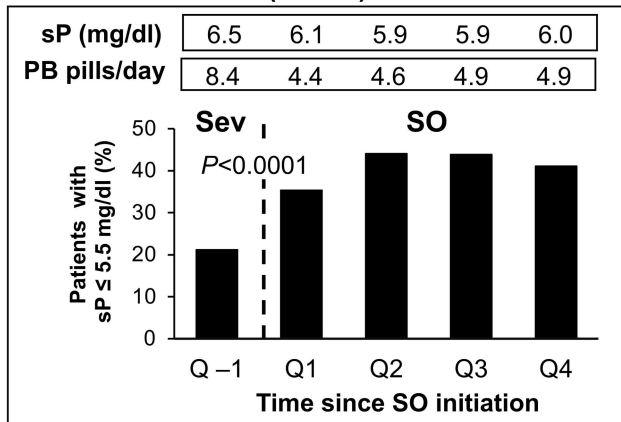 sP (mg/dl) 6.5 6.1 5.9 5.9 6.0
PB pills/day 8.4 4.4 4.6 4.9 4.9
Sev SO
P<0.0001
Patients with
sP ≤ 5.5 mg/dl (%)
50
40
30
20
10
0
Q –1 Q1 Q2 Q3 Q4
Time since SO initiation